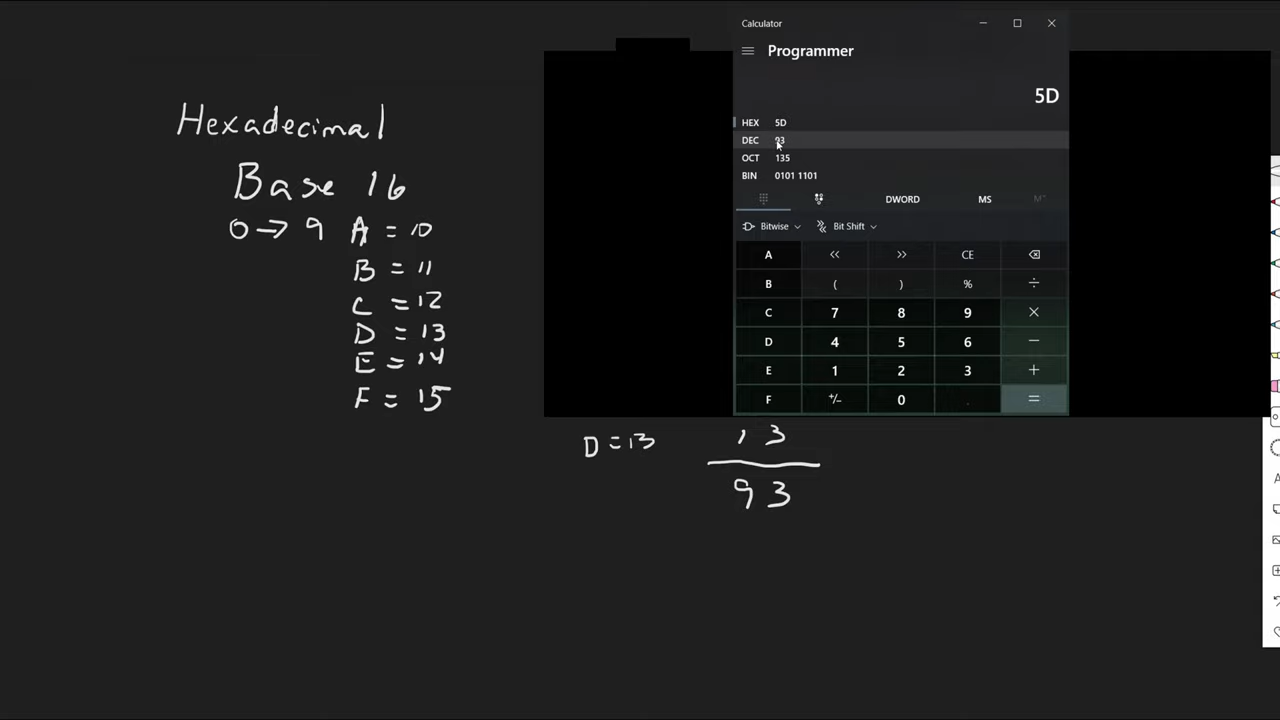 Calculator
Programmer
5D
HEX 5D
DEC 93
OCT 135
BIN 0101 1101
DWORD MS
Bitwise Bit Shift
A << >> CE
B ( ) % ÷
C 7 8 9 ×
D 4 5 6 −
E 1 2 3 +
F +/− 0 . =
Hexadecimal
Base 16
0 → 9 A = 10
B = 11
C = 12
D = 13
E = 14
F = 15
D = 13 13
93